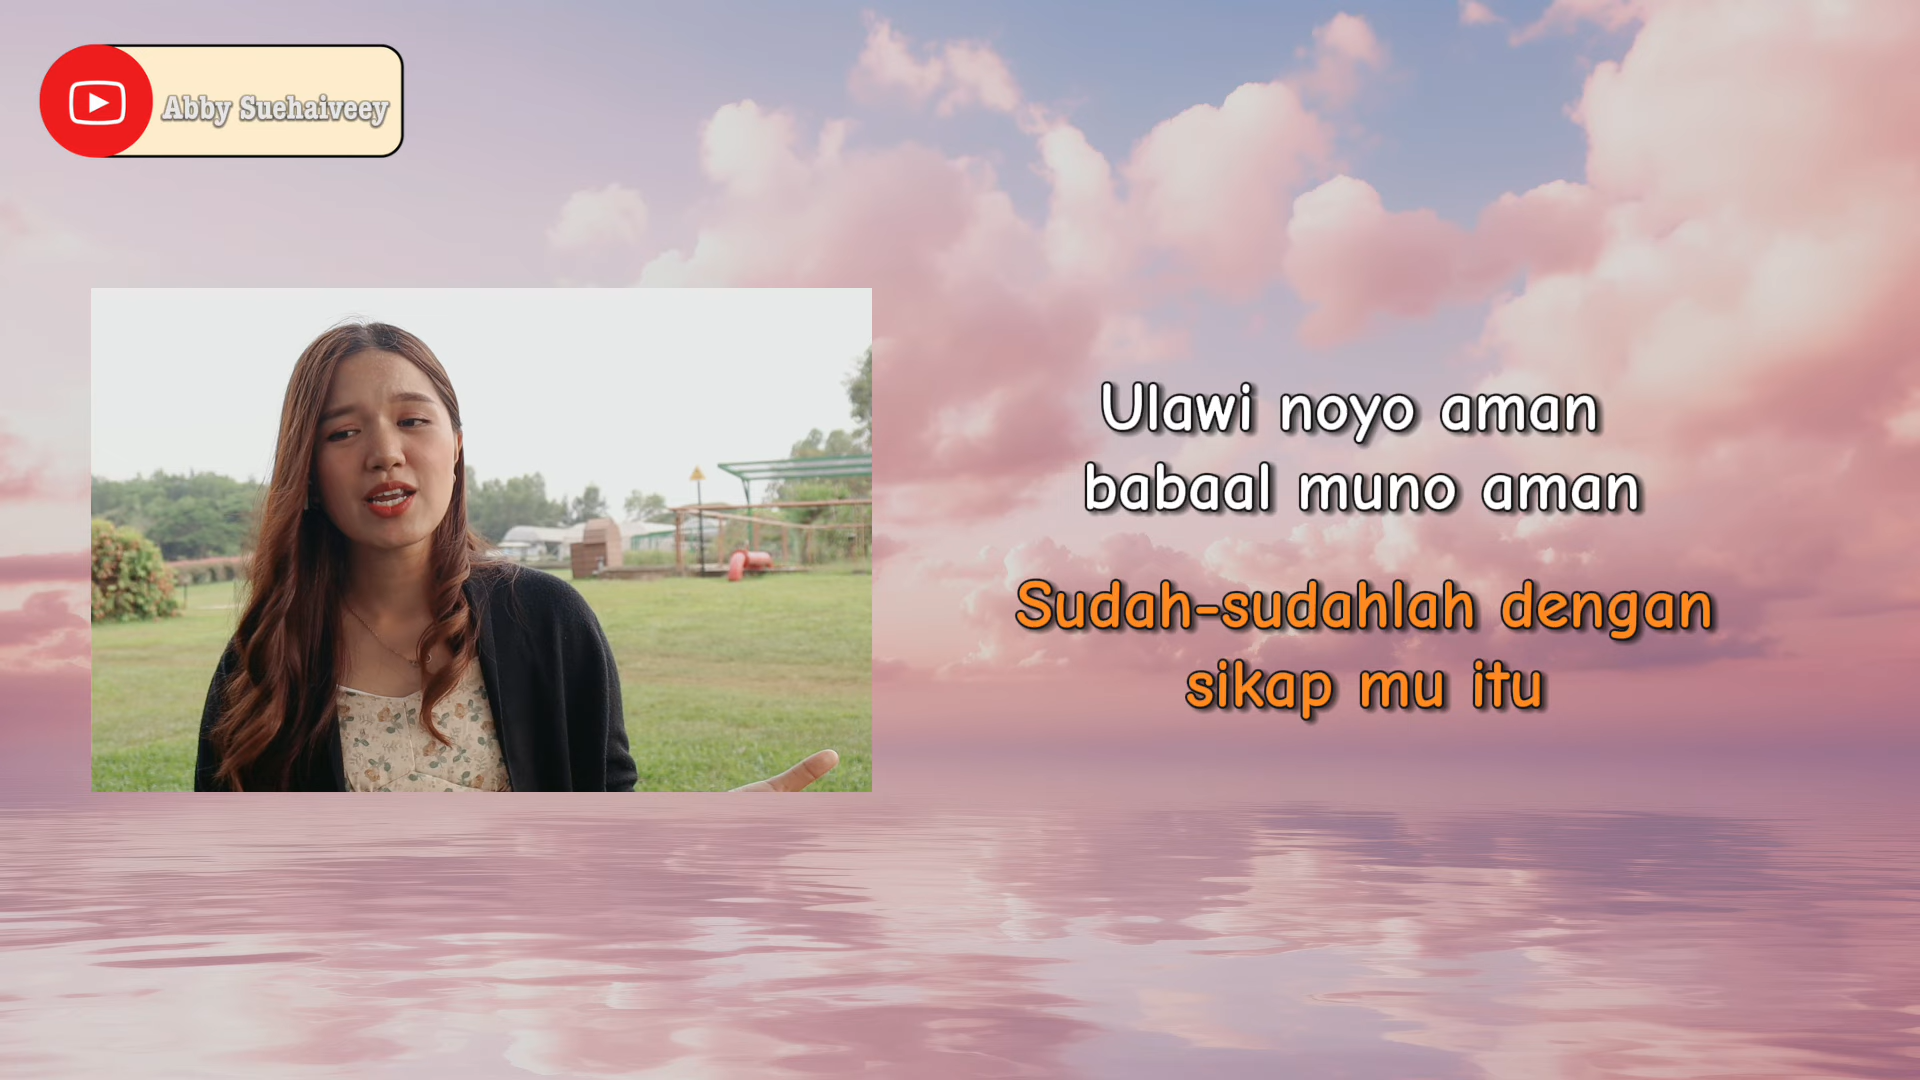 Abby Suehaiveey
Ulawi noyo aman
babaal muno aman
Sudah-sudahlah dengan
sikap mu itu